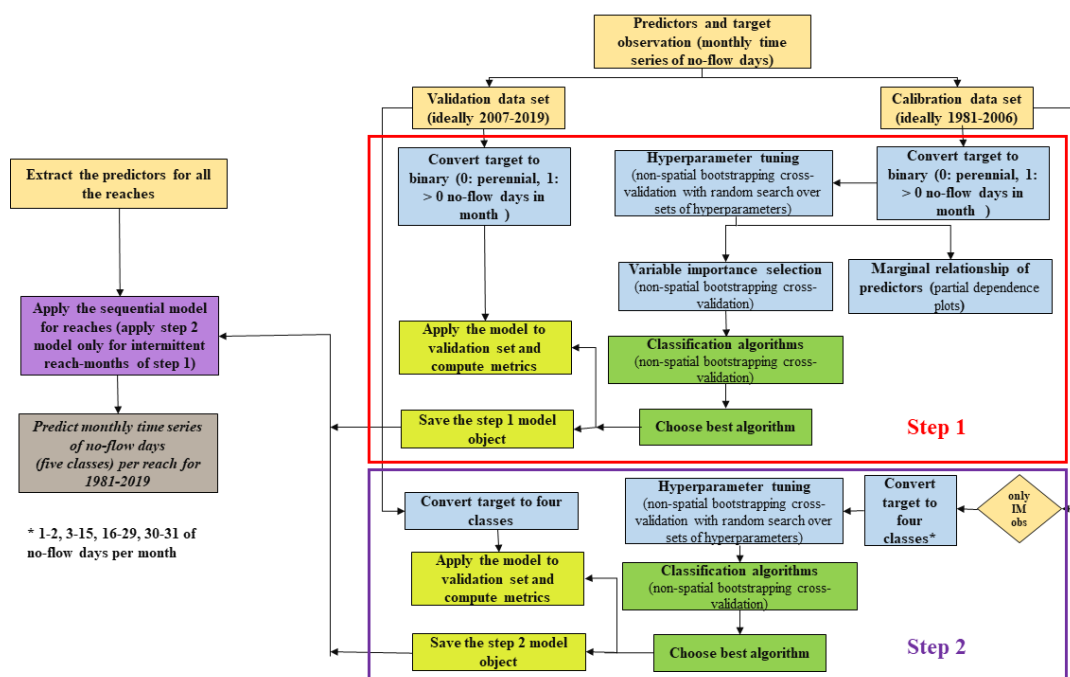 Predictors and target
observation (monthly time
series of no-flow days)
Validation data set
(ideally 2007-2019)
Calibration data set
(ideally 1981-2006)
Extract the predictors for all
the reaches
Convert target to
binary (0: perennial, 1:
> 0 no-flow days in
month )
Hyperparameter tuning
(non-spatial bootstrapping cross-
validation with random search over
sets of hyperparameters)
Convert target to
binary (0: perennial, 1:
> 0 no-flow days in
month )
Variable importance selection
(non-spatial bootstrapping cross-
validation)
Marginal relationship of
predictors (partial dependence
plots)
Apply the sequential model
for reaches (apply step 2
model only for intermittent
reach-months of step 1)
Apply the model to
validation set and
compute metrics
Classification algorithms
(non-spatial bootstrapping cross-
validation)
Predict monthly time series
of no-flow days
(five classes) per reach for
1981-2019
Save the step 1 model
object
Choose best algorithm
Step 1
* 1-2, 3-15, 16-29, 30-31 of
no-flow days per month
Convert target to four
classes
Hyperparameter tuning
(non-spatial bootstrapping cross-
validation with random search over
sets of hyperparameters)
Convert
target to
four
classes*
only
IM
obs
Apply the model to
validation set and
compute metrics
Classification algorithms
(non-spatial bootstrapping cross-
validation)
Save the step 2 model
object
Choose best algorithm
Step 2